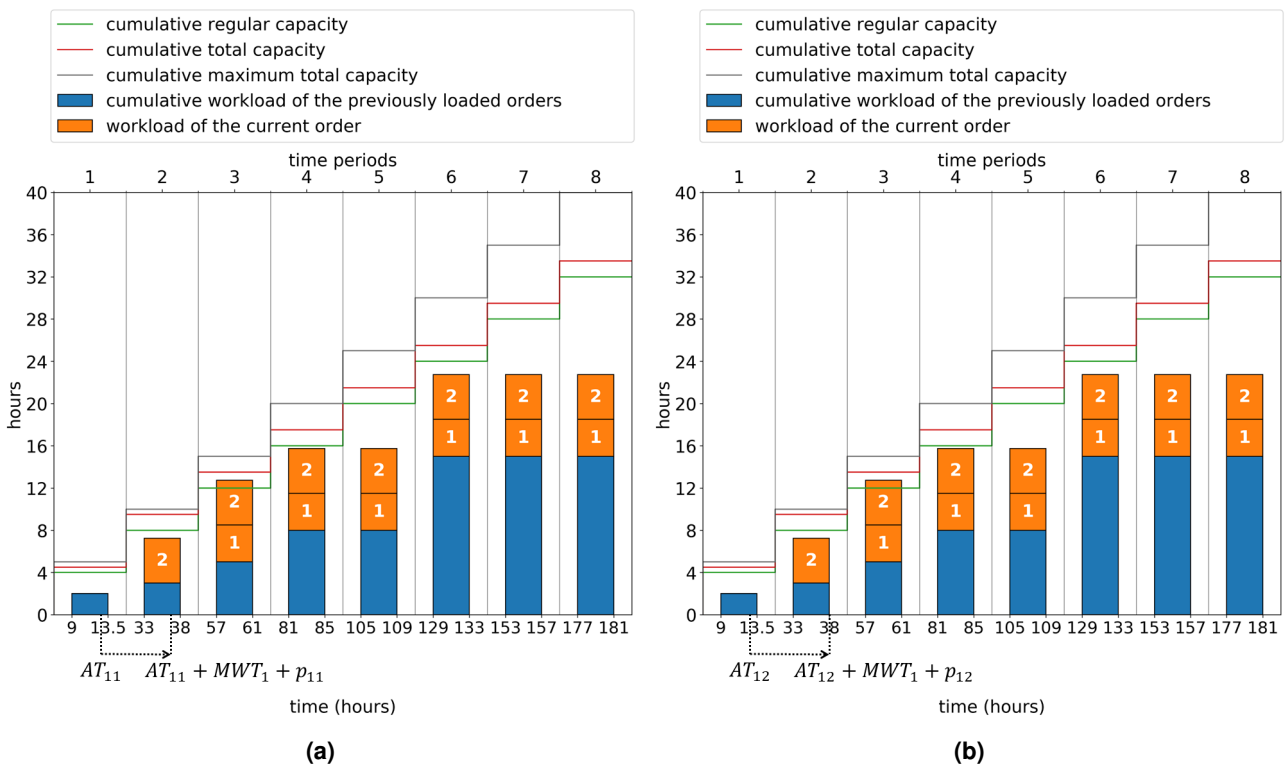 cumulative regular capacity
cumulative total capacity
cumulative maximum total capacity
cumulative workload of the previously loaded orders
workload of the current order
time periods
1 2 3 4 5 6 7 8
40
36
32
28
24
20
16
12
8
4
0
hours
2 2 2 2 2 2 2
1 1 1 1 1 1
9 13.5 33 38 57 61 81 85 105 109 129 133 153 157 177 181
AT₁₁ AT₁₁ + MWT₁ + p₁₁
time (hours)
(a)
cumulative regular capacity
cumulative total capacity
cumulative maximum total capacity
cumulative workload of the previously loaded orders
workload of the current order
time periods
1 2 3 4 5 6 7 8
40
36
32
28
24
20
16
12
8
4
0
hours
2 2 2 2 2 2 2
1 1 1 1 1 1
9 13.5 33 38 57 61 81 85 105 109 129 133 153 157 177 181
AT₁₂ AT₁₂ + MWT₁ + p₁₂
time (hours)
(b)